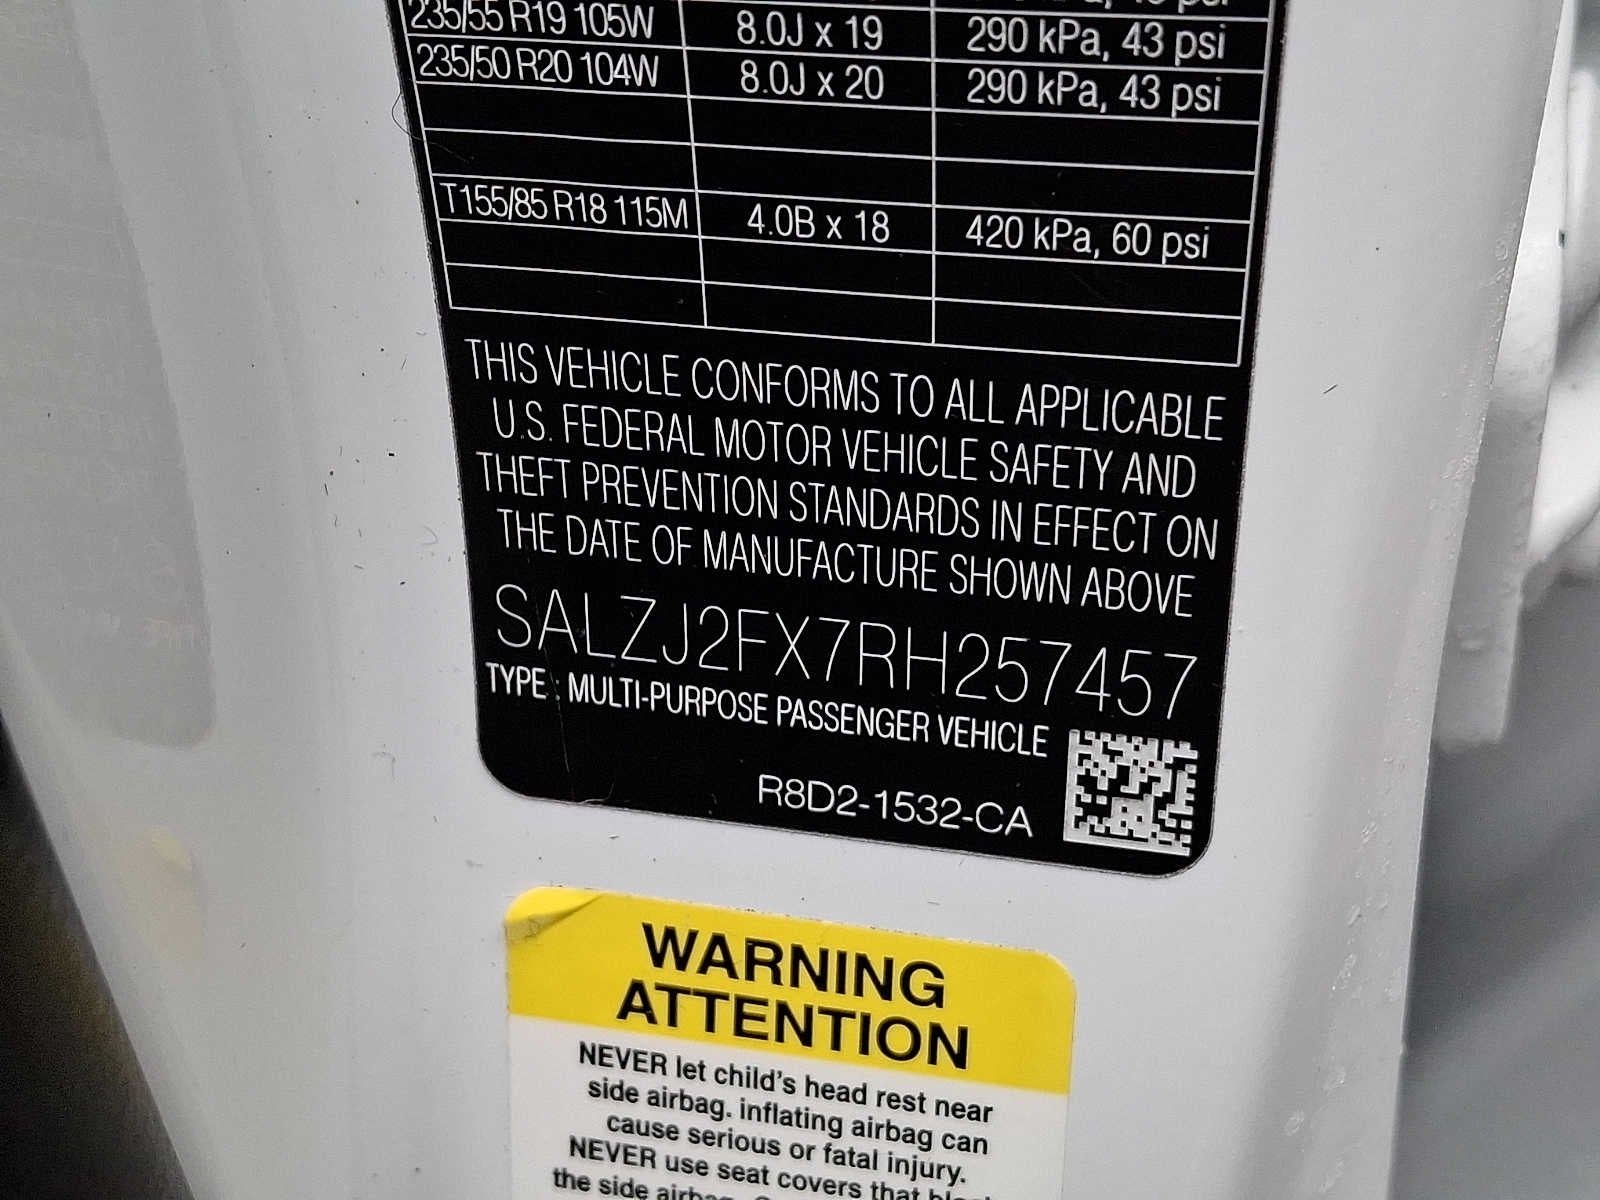 235/55 R19 105W 8.0J x 19 290 kPa, 43 psi
235/50 R20 104W 8.0J x 20 290 kPa, 43 psi
T155/85 R18 115M 4.0B x 18 420 kPa, 60 psi
THIS VEHICLE CONFORMS TO ALL APPLICABLE
U.S. FEDERAL MOTOR VEHICLE SAFETY AND
THEFT PREVENTION STANDARDS IN EFFECT ON
THE DATE OF MANUFACTURE SHOWN ABOVE
SALZJ2FX7RH257457
TYPE : MULTI-PURPOSE PASSENGER VEHICLE
R8D2-1532-CA
WARNING
ATTENTION
NEVER let child's head rest near
side airbag. inflating airbag can
cause serious or fatal injury.
NEVER use seat covers that
the side